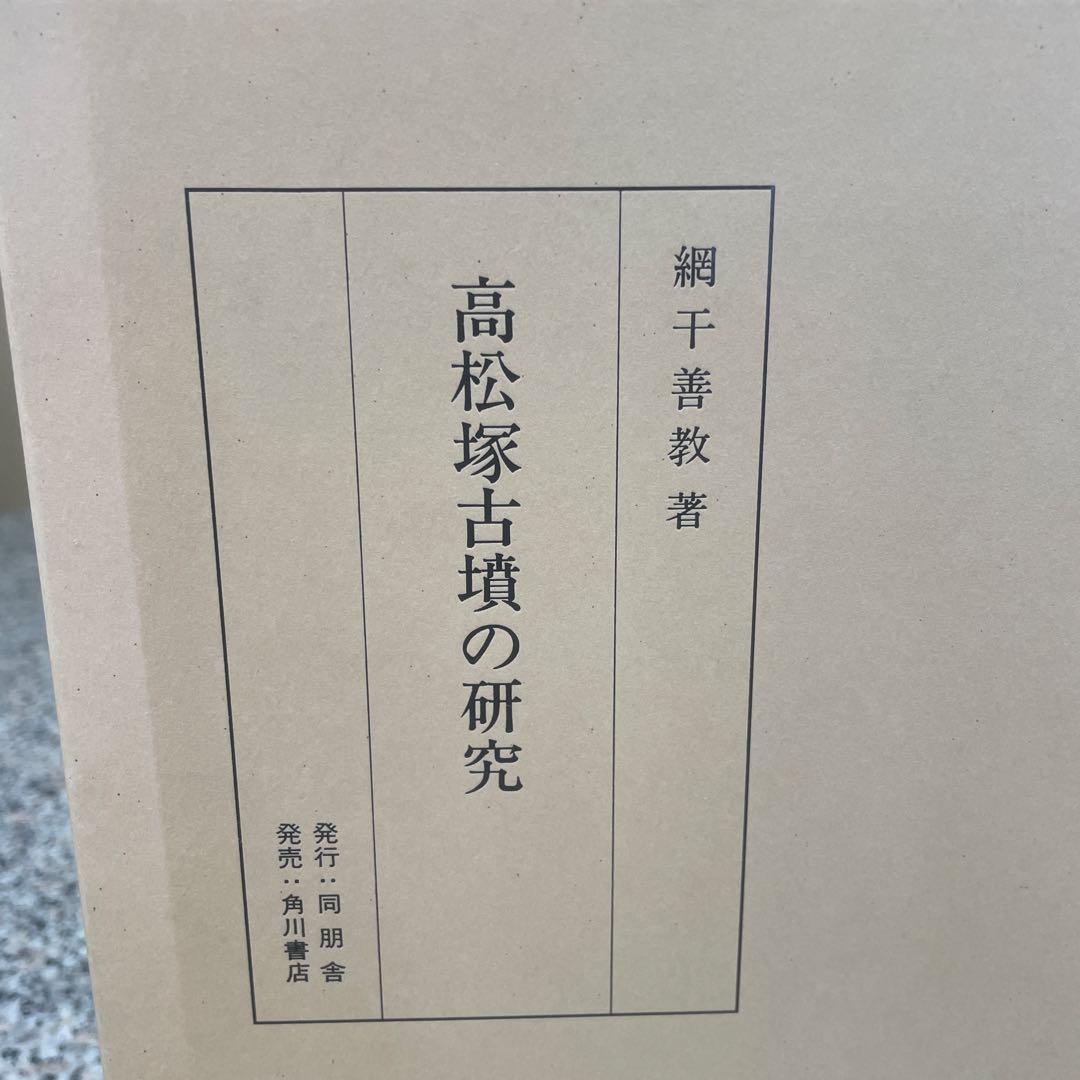 網干善教著
高松塚古墳の研究
発行：同朋舎
発売：角川書店